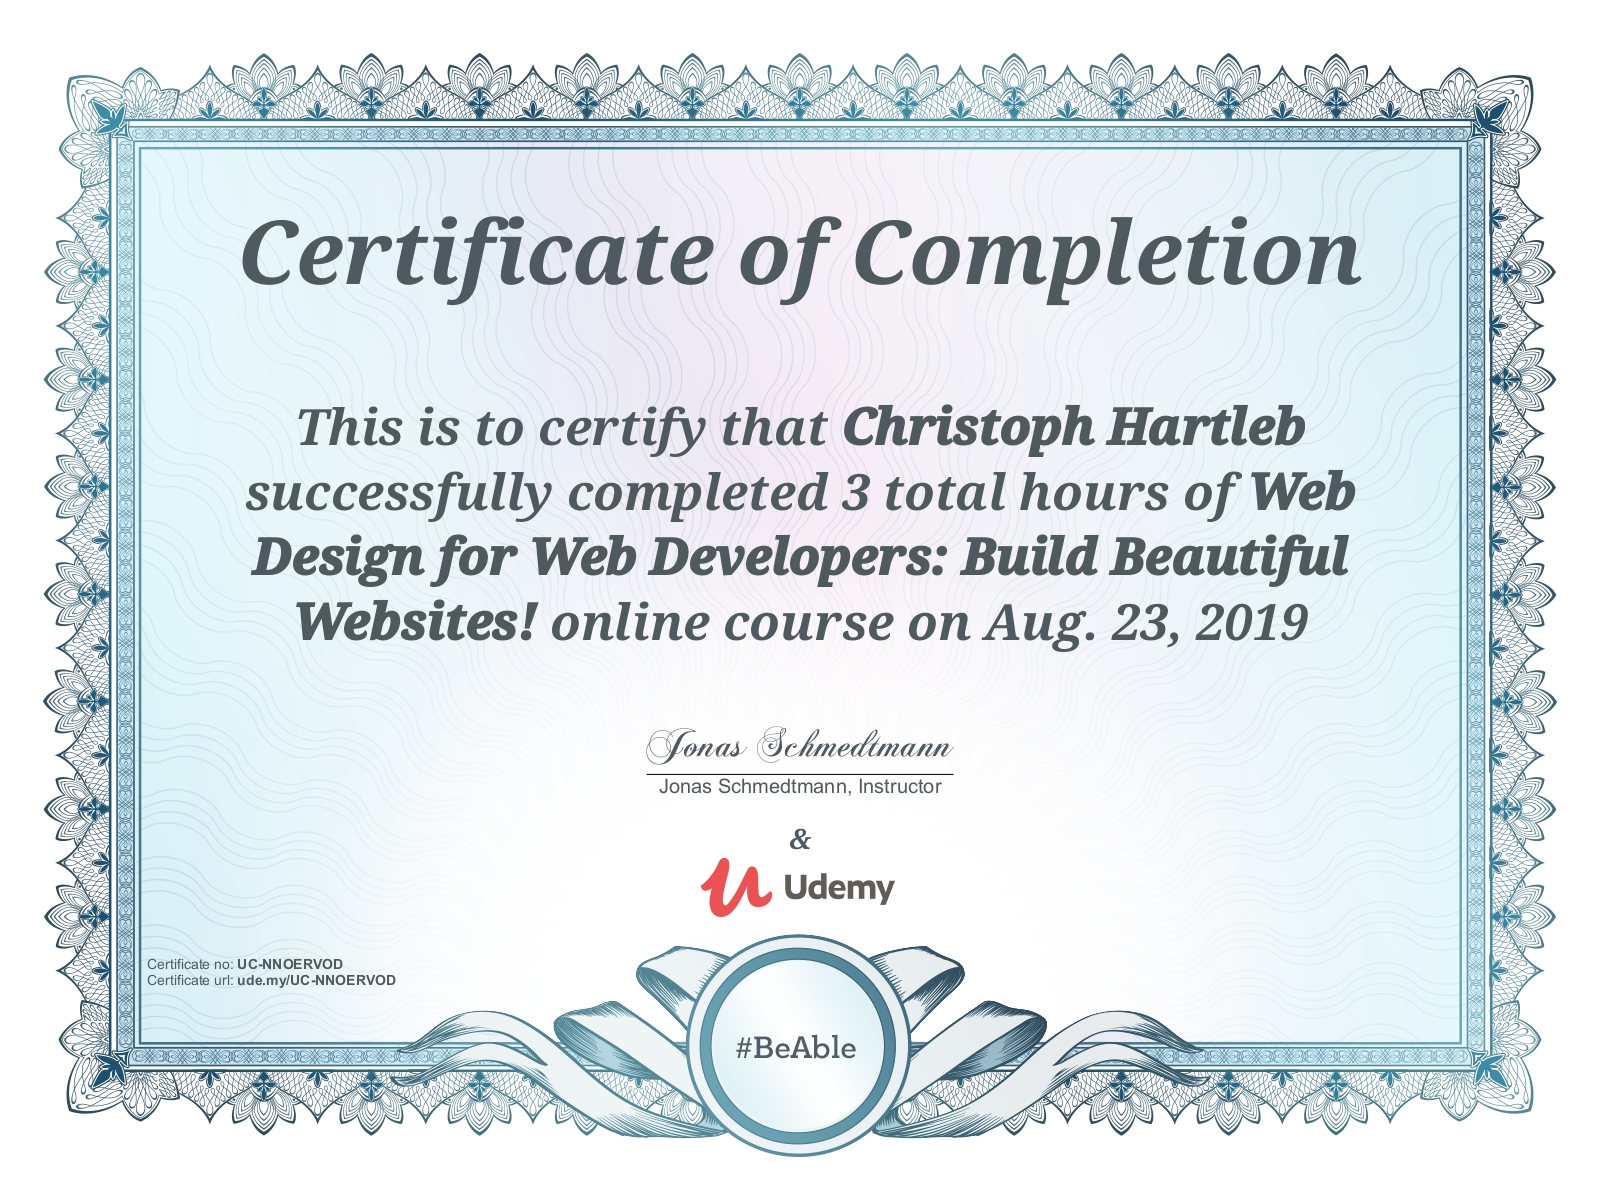 Certificate of Completion
This is to certify that Christoph Hartleb
successfully completed 3 total hours of Web
Design for Web Developers: Build Beautiful
Websites! online course on Aug. 23, 2019
Jonas Schmedtmann
Jonas Schmedtmann, Instructor
&
Udemy
Certificate no: UC-NNOERVOD
Certificate url: ude.my/UC-NNOERVOD
#BeAble